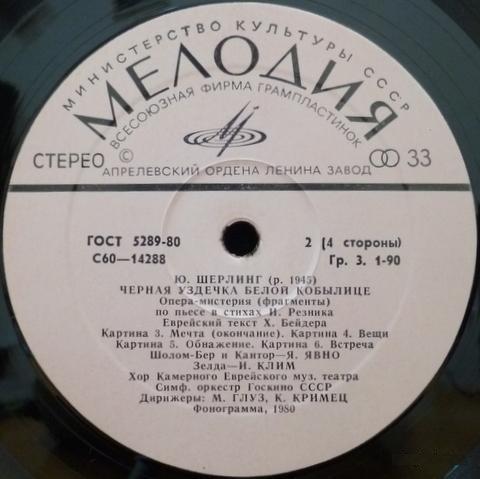 МИНИСТЕРСТВО КУЛЬТУРЫ СССР
МЕЛОДИЯ
ВСЕСОЮЗНАЯ ФИРМА ГРАМПЛАСТИНОК
СТЕРЕО © 33
АПРЕЛЕВСКИЙ ОРДЕНА ЛЕНИНА ЗАВОД
ГОСТ 5289-80 2 (4 стороны)
С60—14288 Гр. 3. 1-90
Ю. ШЕРЛИНГ (р. 1945)
ЧЕРНАЯ УЗДЕЧКА БЕЛОЙ КОБЫЛИЦЕ
Опера-мистерия (фрагменты)
по пьесе в стихах И. Резника
Еврейский текст Х. Бейдера
Картина 3. Мечта (окончание). Картина 4. Вещи
Картина 5. Обнажение. Картина 6. Встреча
Шолом-Бер и Кантор—Я. ЯВНО
Зелда—И. КЛИМ
Хор Камерного Еврейского муз. театра
Симф. оркестр Госкино СССР
Дирижеры: М. ГЛУЗ, К. КРИМЕЦ
Фонограмма, 1980